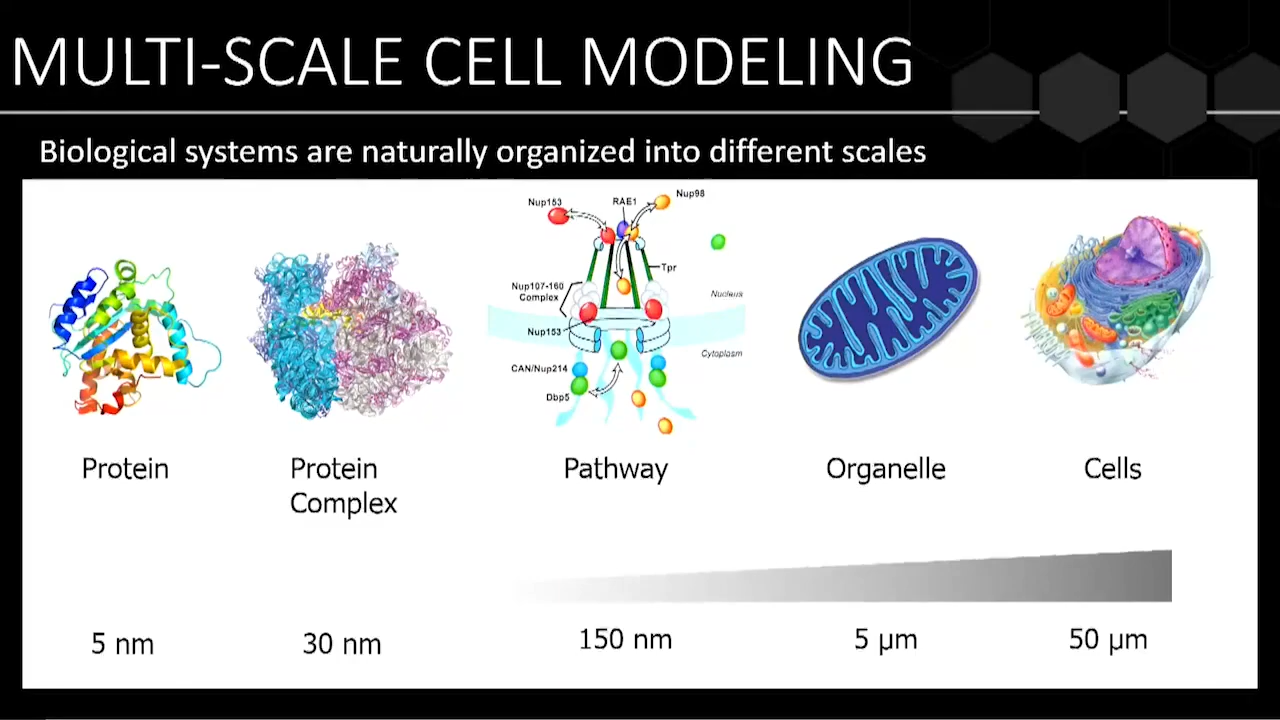 MULTI-SCALE CELL MODELING
Biological systems are naturally organized into different scales
Nup153
RAE1
Nup98
Tpr
Nup107-160
Complex
Nucleus
Nup153
Cytoplasm
CAN/Nup214
Dbp5
Protein
Protein
Complex
Pathway
Organelle
Cells
5 nm
30 nm
150 nm
5 µm
50 µm